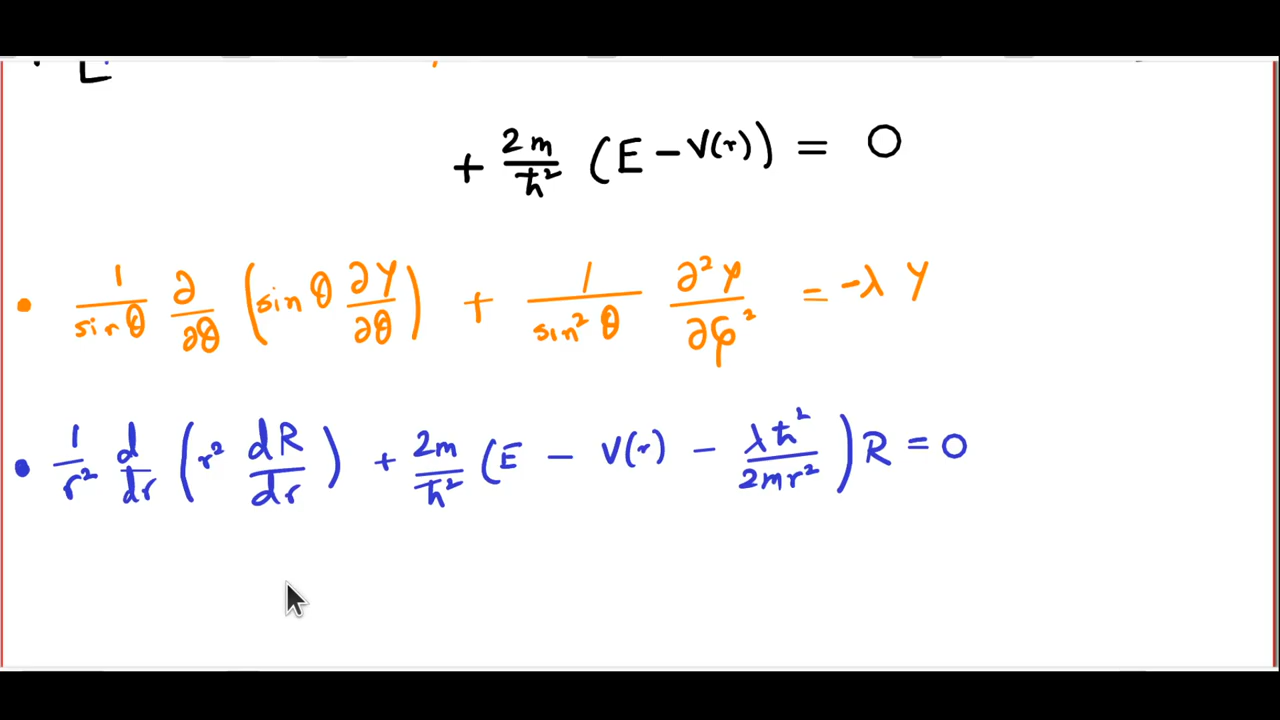 + 2m/ħ² (E − V(r)) = 0
• 1/sinθ ∂/∂θ (sinθ ∂Y/∂θ) + 1/sin²θ ∂²Y/∂φ² = −λ Y
• 1/r² d/dr (r² dR/dr) + 2m/ħ² (E − V(r) − λħ²/2mr²) R = 0